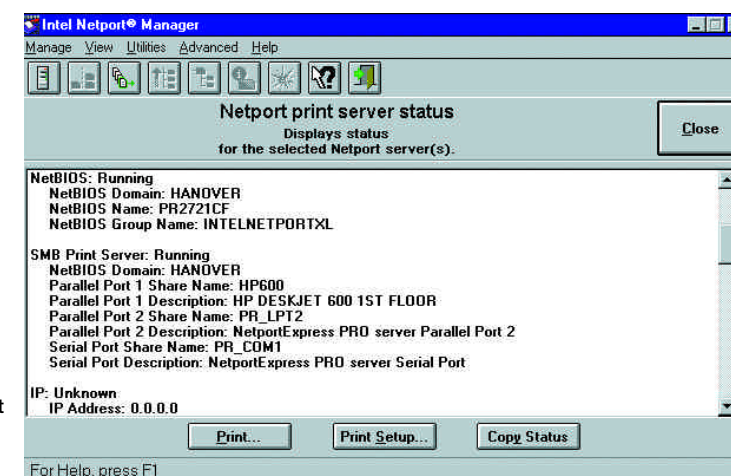 Intel Netport® Manager
Manage View Utilities Advanced Help
Netport print server status
Displays status
for the selected Netport server(s).
Close
NetBIOS: Running
NetBIOS Domain: HANOVER
NetBIOS Name: PR2721CF
NetBIOS Group Name: INTELNETPORTXL
SMB Print Server: Running
NetBIOS Domain: HANOVER
Parallel Port 1 Share Name: HP600
Parallel Port 1 Description: HP DESKJET 600 1ST FLOOR
Parallel Port 2 Share Name: PR_LPT2
Parallel Port 2 Description: NetportExpress PRO server Parallel Port 2
Serial Port Share Name: PR_COM1
Serial Port Description: NetportExpress PRO server Serial Port
IP: Unknown
IP Address: 0.0.0.0
t
Print... Print Setup... Copy Status
For Help, press F1